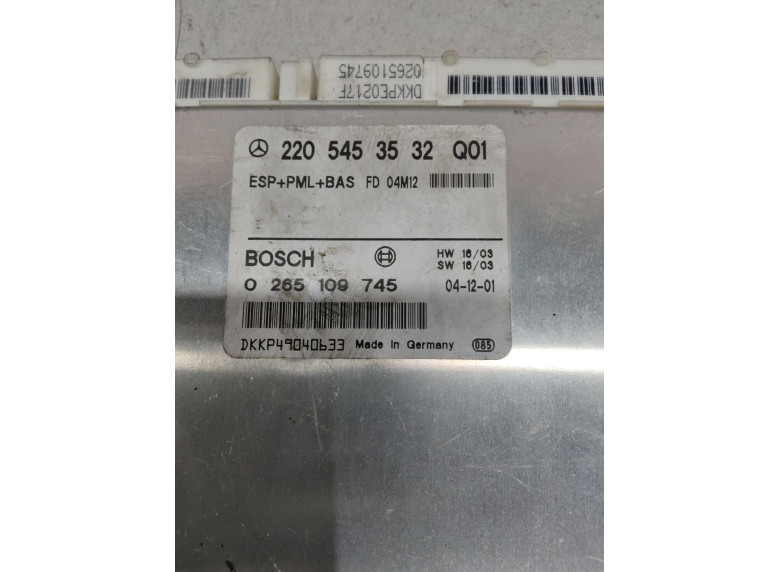 0265109745
DKKPE0217F
220 545 35 32 Q01
ESP+PML+BAS FD 04M12
BOSCH
HW 16/03
SW 16/03
0 265 109 745 04-12-01
DKKP49040633 Made in Germany 085